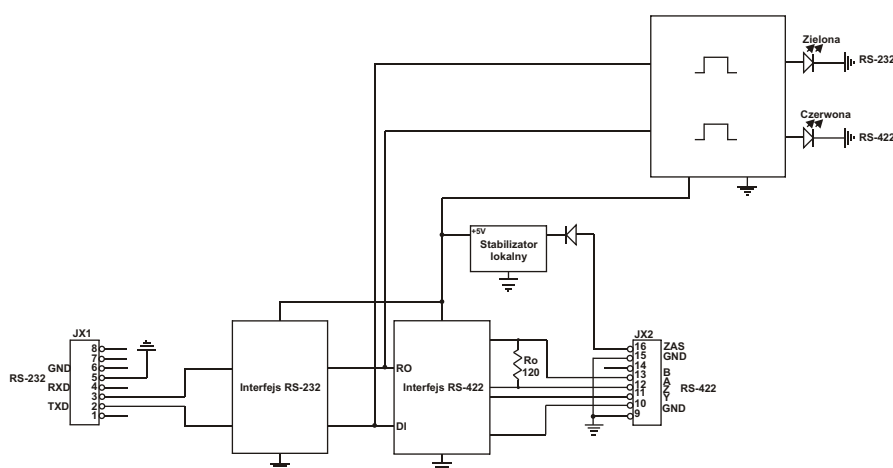 Zielona
RS-232
Czerwona
RS-422
+5V
Stabilizator
lokalny
JX1
8
7
GND 6
RS-232 5
RXD 4
3
TXD 2
1
Interfejs RS-232
RO
Interfejs RS-422
DI
Ro
120
JX2
16 ZAS
15 GND
14
13 B
12 A
11 Z
RS-422
10 Y
9 GND